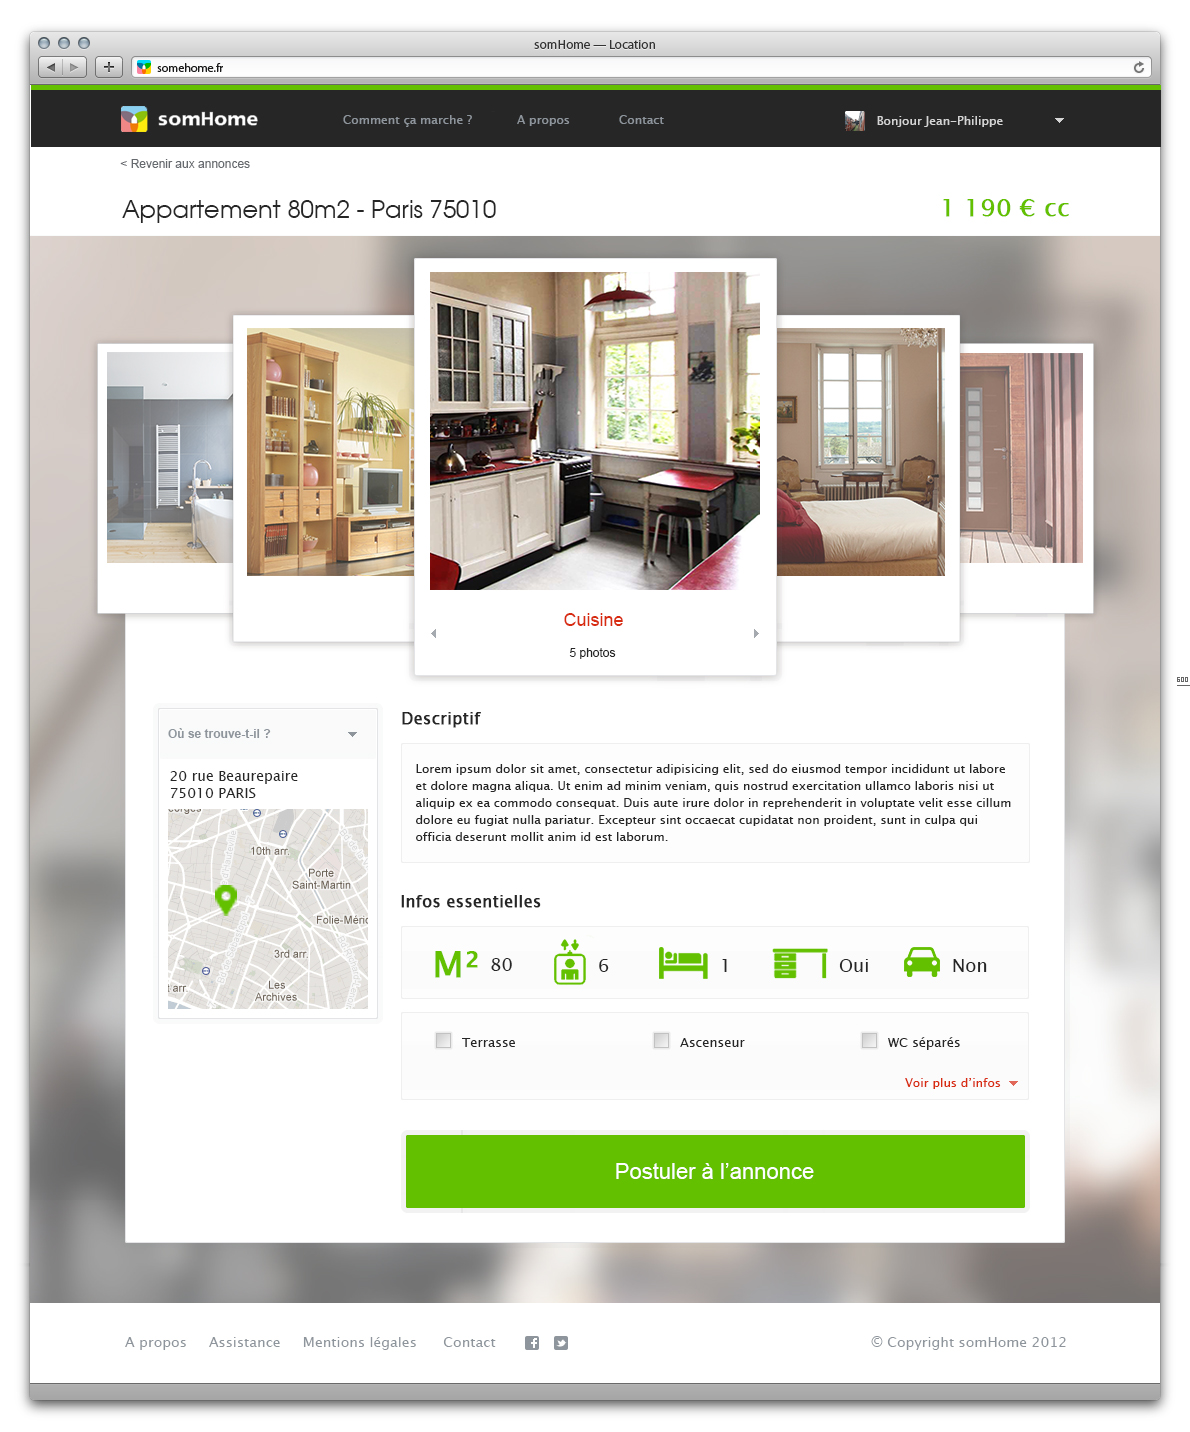 somHome — Location
somehome.fr
somHome
Comment ça marche ?
A propos
Contact
Bonjour Jean-Philippe
< Revenir aux annonces
Appartement 80m2 - Paris 75010
1 190 € cc
Cuisine
5 photos
600
Où se trouve-t-il ?
20 rue Beaurepaire
75010 PARIS
10th arr.
Porte
Saint-Martin
Folie-Méric
3rd arr.
arr.
Les
Archives
Descriptif
Lorem ipsum dolor sit amet, consectetur adipisicing elit, sed do eiusmod tempor incididunt ut labore
et dolore magna aliqua. Ut enim ad minim veniam, quis nostrud exercitation ullamco laboris nisi ut
aliquip ex ea commodo consequat. Duis aute irure dolor in reprehenderit in voluptate velit esse cillum
dolore eu fugiat nulla pariatur. Excepteur sint occaecat cupidatat non proident, sunt in culpa qui
officia deserunt mollit anim id est laborum.
Infos essentielles
M² 80
6
1
Oui
Non
Terrasse
Ascenseur
WC séparés
Voir plus d'infos
Postuler à l'annonce
A propos
Assistance
Mentions légales
Contact
© Copyright somHome 2012